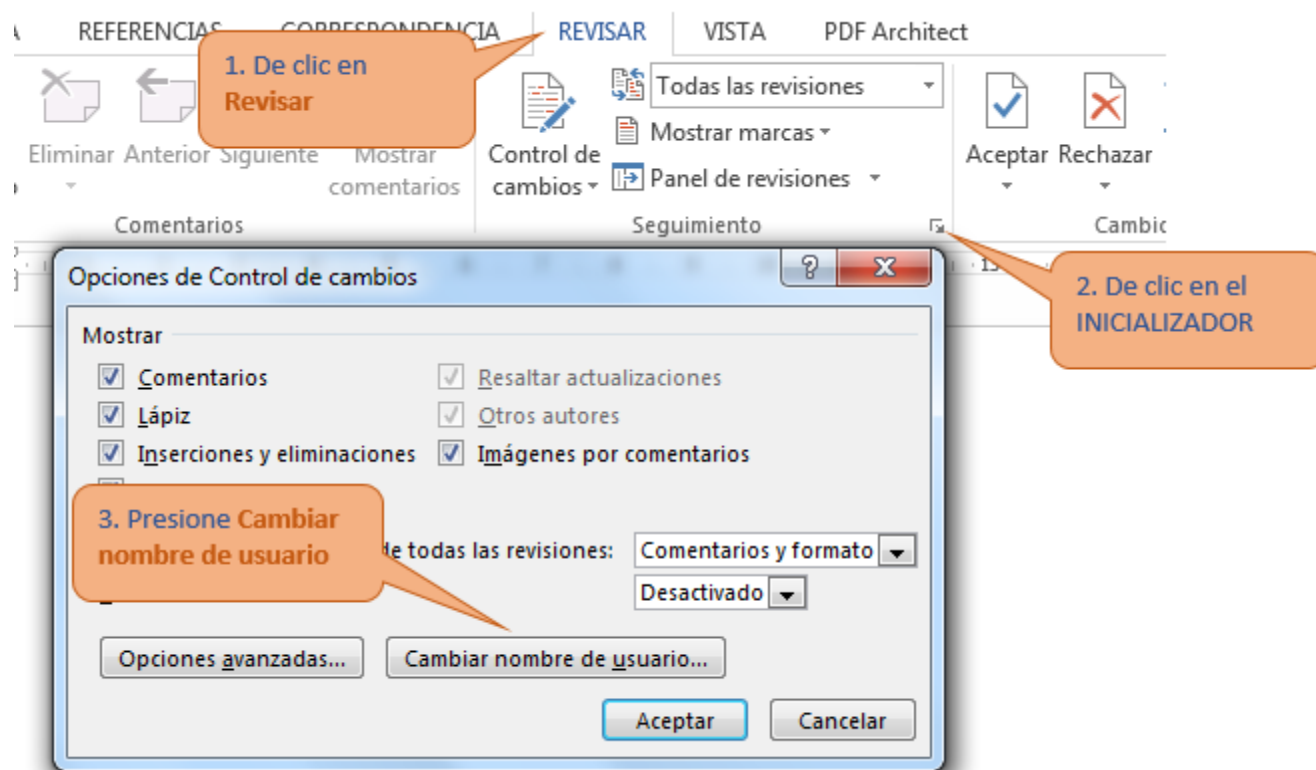 REFERENCIAS CORRESPONDENCIA REVISAR VISTA PDF Architect
1. De clic en
Revisar
Todas las revisiones
Mostrar marcas
Panel de revisiones
Eliminar Anterior Siguiente Mostrar
comentarios
Control de
cambios
Aceptar Rechazar
Comentarios Seguimiento Cambio
2. De clic en el
INICIALIZADOR
Opciones de Control de cambios
Mostrar
Comentarios Resaltar actualizaciones
Lápiz Otros autores
Inserciones y eliminaciones Imágenes por comentarios
3. Presione Cambiar
nombre de usuario
de todas las revisiones: Comentarios y formato
Desactivado
Opciones avanzadas... Cambiar nombre de usuario...
Aceptar Cancelar